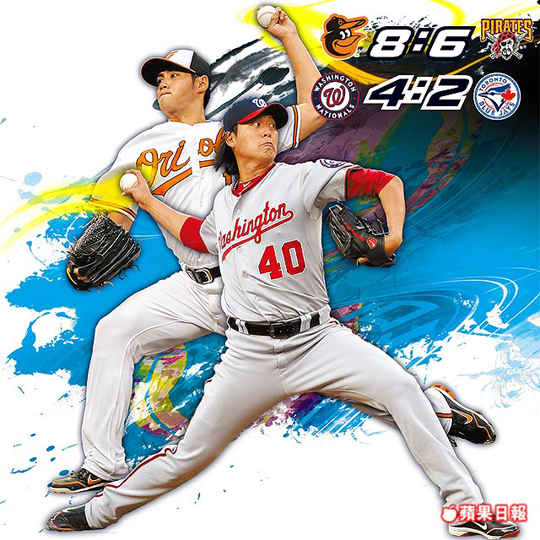 8:6
PIRATES
WASHINGTON
NATIONALS
4:2
TORONTO
BLUE JAYS
Orioles
Washington
40
蘋果日報